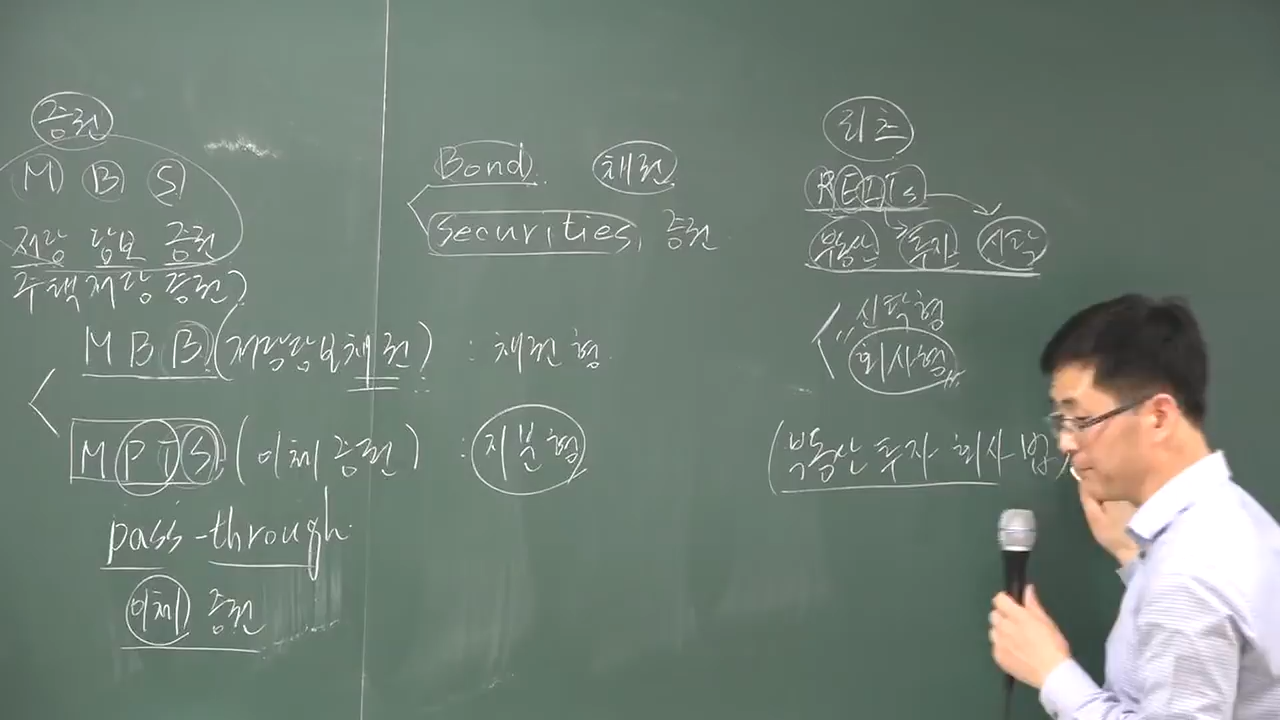 증권
M B S
저당 담보 증권
주택저당 증권)
M B B (저당담보채권) : 채권형
M P T S (이체증권) : 지분형
pass-through
이체 증권
Bond 채권
Securities, 증권
리츠
REITs
부동산 투자 신탁
"신탁형
회사형"
(부동산 투자 회사법)